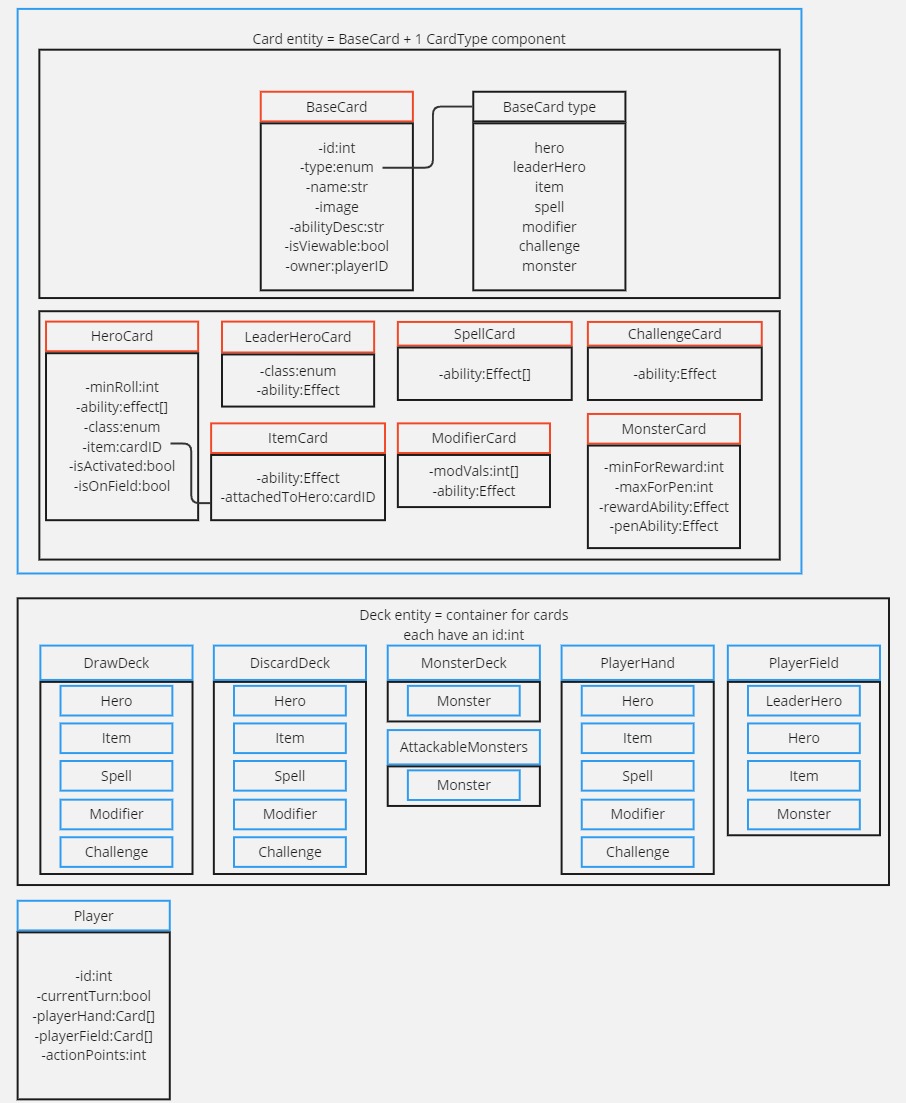 Card entity = BaseCard + 1 CardType component
BaseCard
-id:int
-type:enum
-name:str
-image
-abilityDesc:str
-isViewable:bool
-owner:playerID
BaseCard type
hero
leaderHero
item
spell
modifier
challenge
monster
HeroCard
-minRoll:int
-ability:effect[]
-class:enum
-item:cardID
-isActivated:bool
-isOnField:bool
LeaderHeroCard
-class:enum
-ability:Effect
SpellCard
-ability:Effect[]
ChallengeCard
-ability:Effect
ItemCard
-ability:Effect
-attachedToHero:cardID
ModifierCard
-modVals:int[]
-ability:Effect
MonsterCard
-minForReward:int
-maxForPen:int
-rewardAbility:Effect
-penAbility:Effect
Deck entity = container for cards
each have an id:int
DrawDeck
Hero
Item
Spell
Modifier
Challenge
DiscardDeck
Hero
Item
Spell
Modifier
Challenge
MonsterDeck
Monster
AttackableMonsters
Monster
PlayerHand
Hero
Item
Spell
Modifier
Challenge
PlayerField
LeaderHero
Hero
Item
Monster
Player
-id:int
-currentTurn:bool
-playerHand:Card[]
-playerField:Card[]
-actionPoints:int